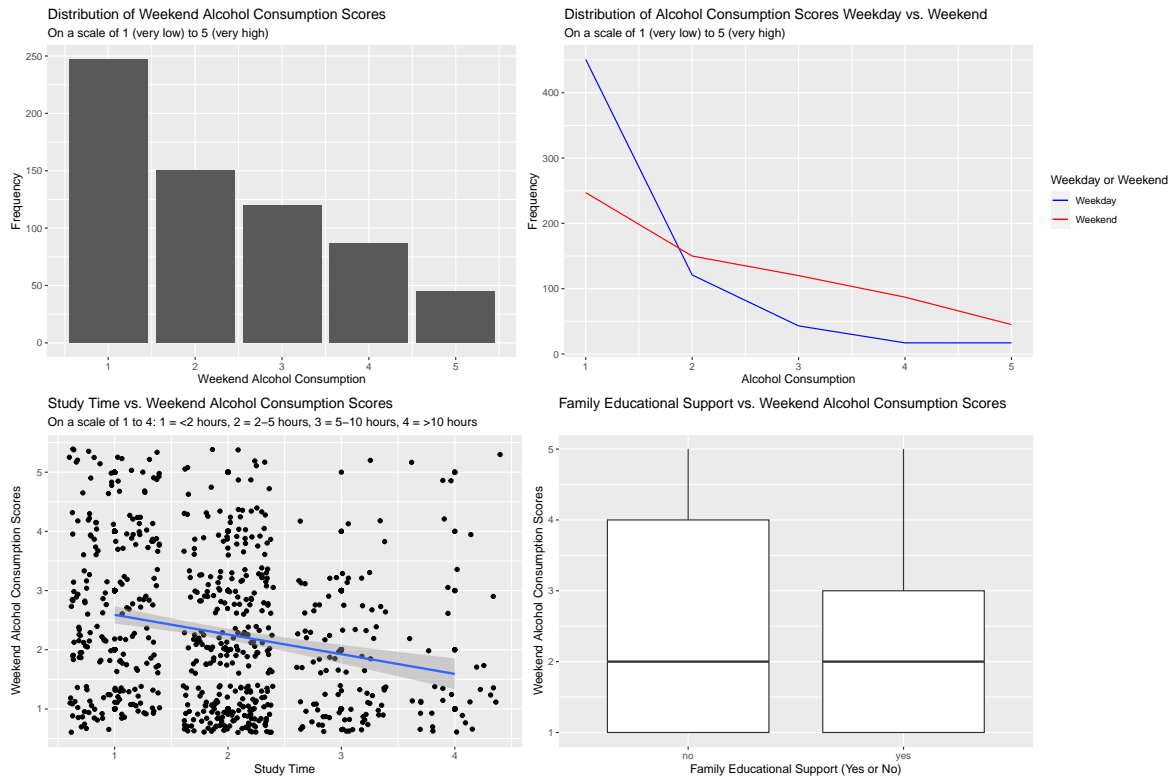 Distribution of Weekend Alcohol Consumption Scores
On a scale of 1 (very low) to 5 (very high)
250
200
150
100
50
0
Frequency
1 2 3 4 5
Weekend Alcohol Consumption
Distribution of Alcohol Consumption Scores Weekday vs. Weekend
On a scale of 1 (very low) to 5 (very high)
400
300
200
100
0
Frequency
1 2 3 4 5
Alcohol Consumption
Weekday or Weekend
Weekday
Weekend
Study Time vs. Weekend Alcohol Consumption Scores
On a scale of 1 to 4: 1 = <2 hours, 2 = 2–5 hours, 3 = 5–10 hours, 4 = >10 hours
5
4
3
2
1
Weekend Alcohol Consumption Scores
1 2 3 4
Study Time
Family Educational Support vs. Weekend Alcohol Consumption Scores
5
4
3
2
1
Weekend Alcohol Consumption Scores
no yes
Family Educational Support (Yes or No)